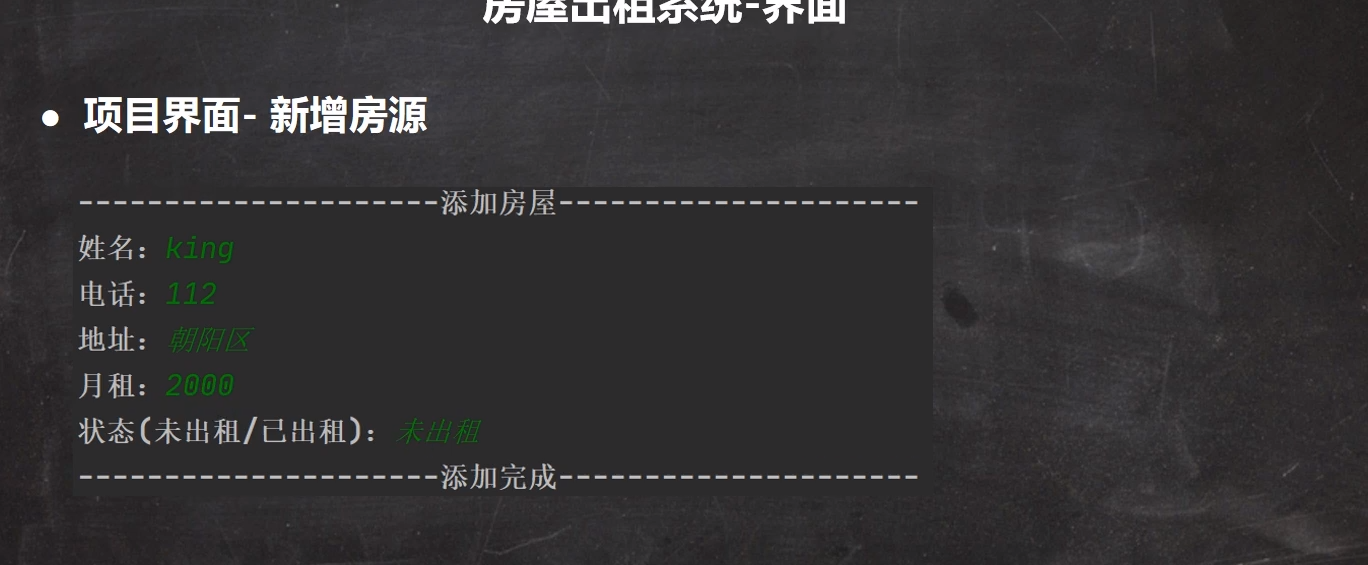 房屋出租系统-界面
● 项目界面- 新增房源
---------------------添加房屋---------------------
姓名：king
电话：112
地址：朝阳区
月租：2000
状态(未出租/已出租)：未出租
---------------------添加完成---------------------